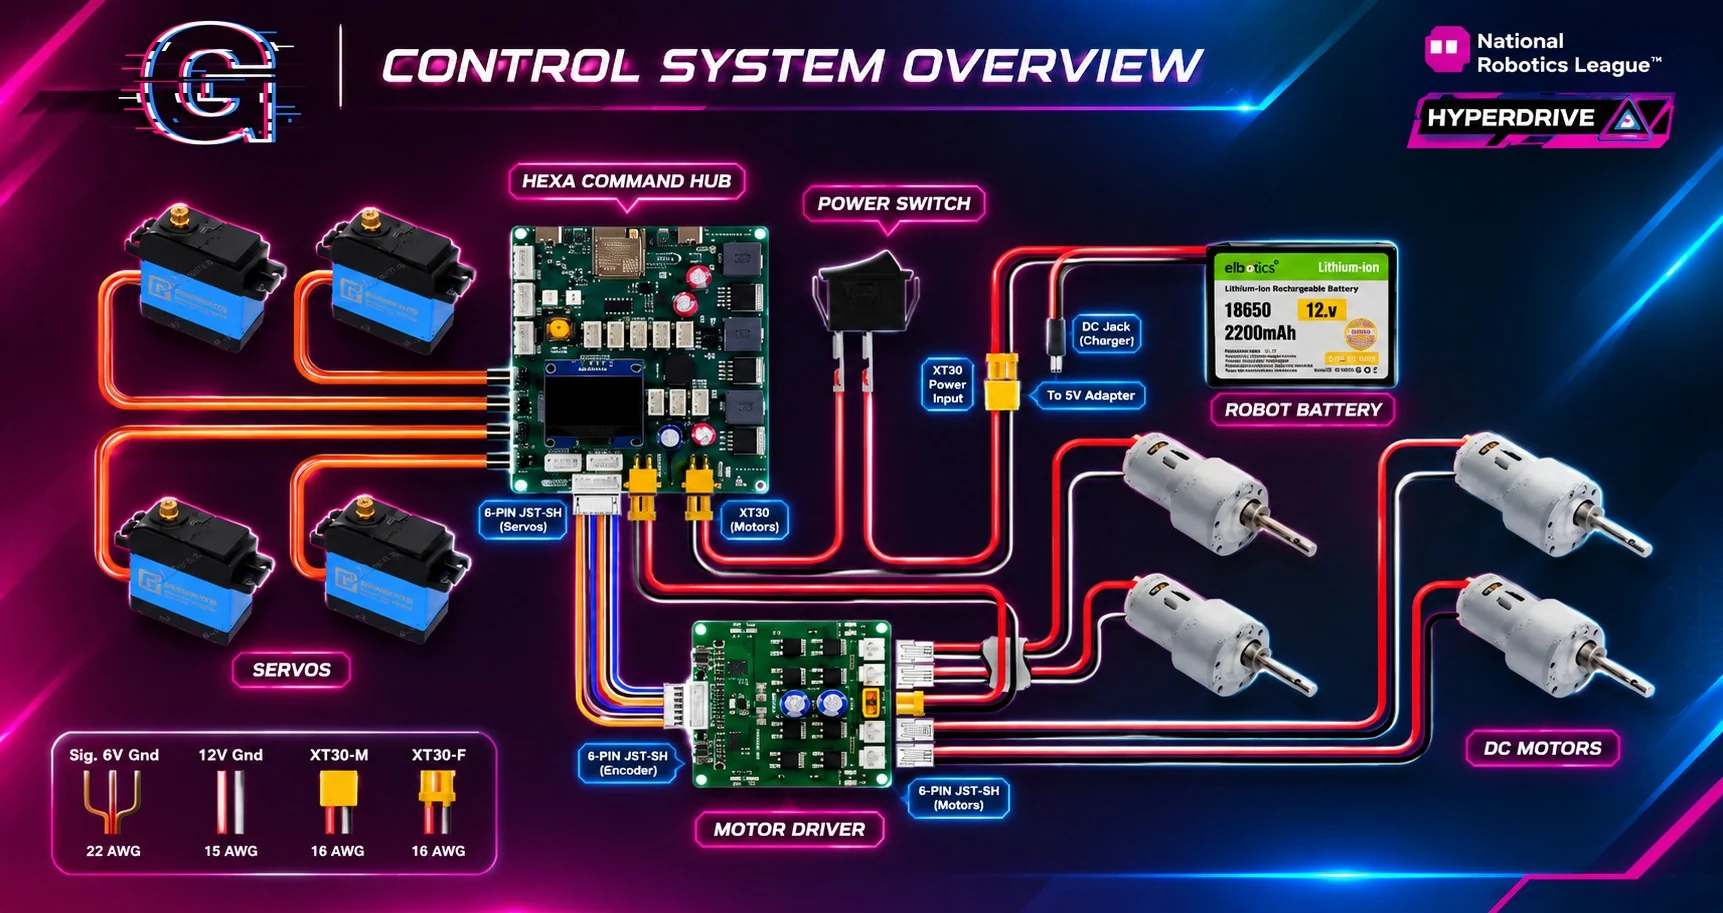 G
CONTROL SYSTEM OVERVIEW
National
Robotics League™
HYPERDRIVE
HEXA COMMAND HUB
POWER SWITCH
elbotics
Lithium-ion
Lithium-Ion Rechargeable Battery
18650
12.v
2200mAh
DC Jack
(Charger)
XT30
Power
Input
To 5V Adapter
ROBOT BATTERY
6-PIN JST-SH
(Servos)
XT30
(Motors)
SERVOS
6-PIN JST-SH
(Encoder)
6-PIN JST-SH
(Motors)
DC MOTORS
MOTOR DRIVER
Sig. 6V Gnd
12V Gnd
XT30-M
XT30-F
22 AWG
15 AWG
16 AWG
16 AWG